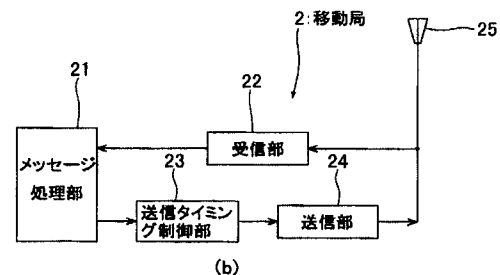 2:移動局
25
21
22
メッセージ
処理部
受信部
23
24
送信タイミン
グ制御部
送信部
(b)